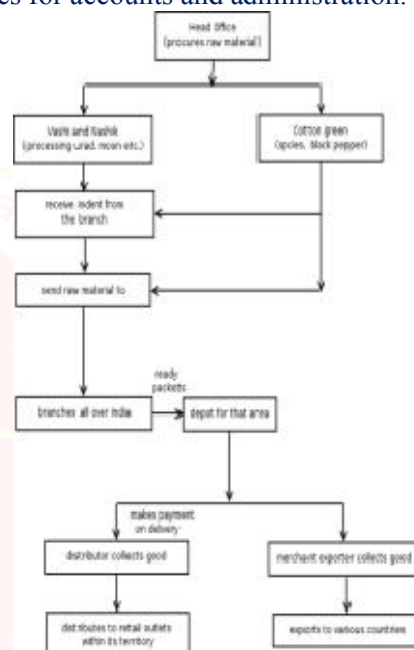 es for accounts and administration.
Head Office
(procures raw material)
Vashi and Nashik
(processing urad, moan etc.)
Cotton green
(spcies, black pepper)
receive indent from
the branch
send raw material to
branches all over India
ready
packets
depot for that area
makes payment
on delivery
distributor collects good
merchant exporter collects good
distributes to retail outlets
within its territory
exports to various countries